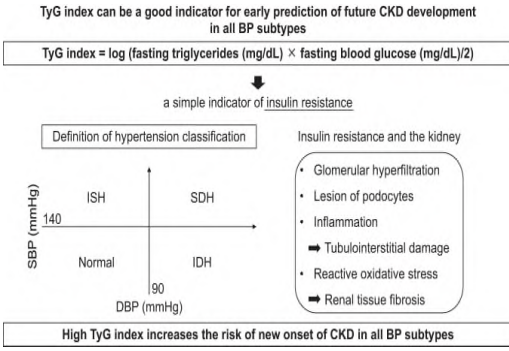 TyG index can be a good indicator for early prediction of future CKD development
in all BP subtypes
TyG index = log (fasting triglycerides (mg/dL) × fasting blood glucose (mg/dL)/2)
a simple indicator of insulin resistance
Definition of hypertension classification
SBP (mmHg)
140
ISH
SDH
Normal
IDH
90
DBP (mmHg)
Insulin resistance and the kidney
• Glomerular hyperfiltration
• Lesion of podocytes
• Inflammation
➡ Tubulointerstitial damage
• Reactive oxidative stress
➡ Renal tissue fibrosis
High TyG index increases the risk of new onset of CKD in all BP subtypes